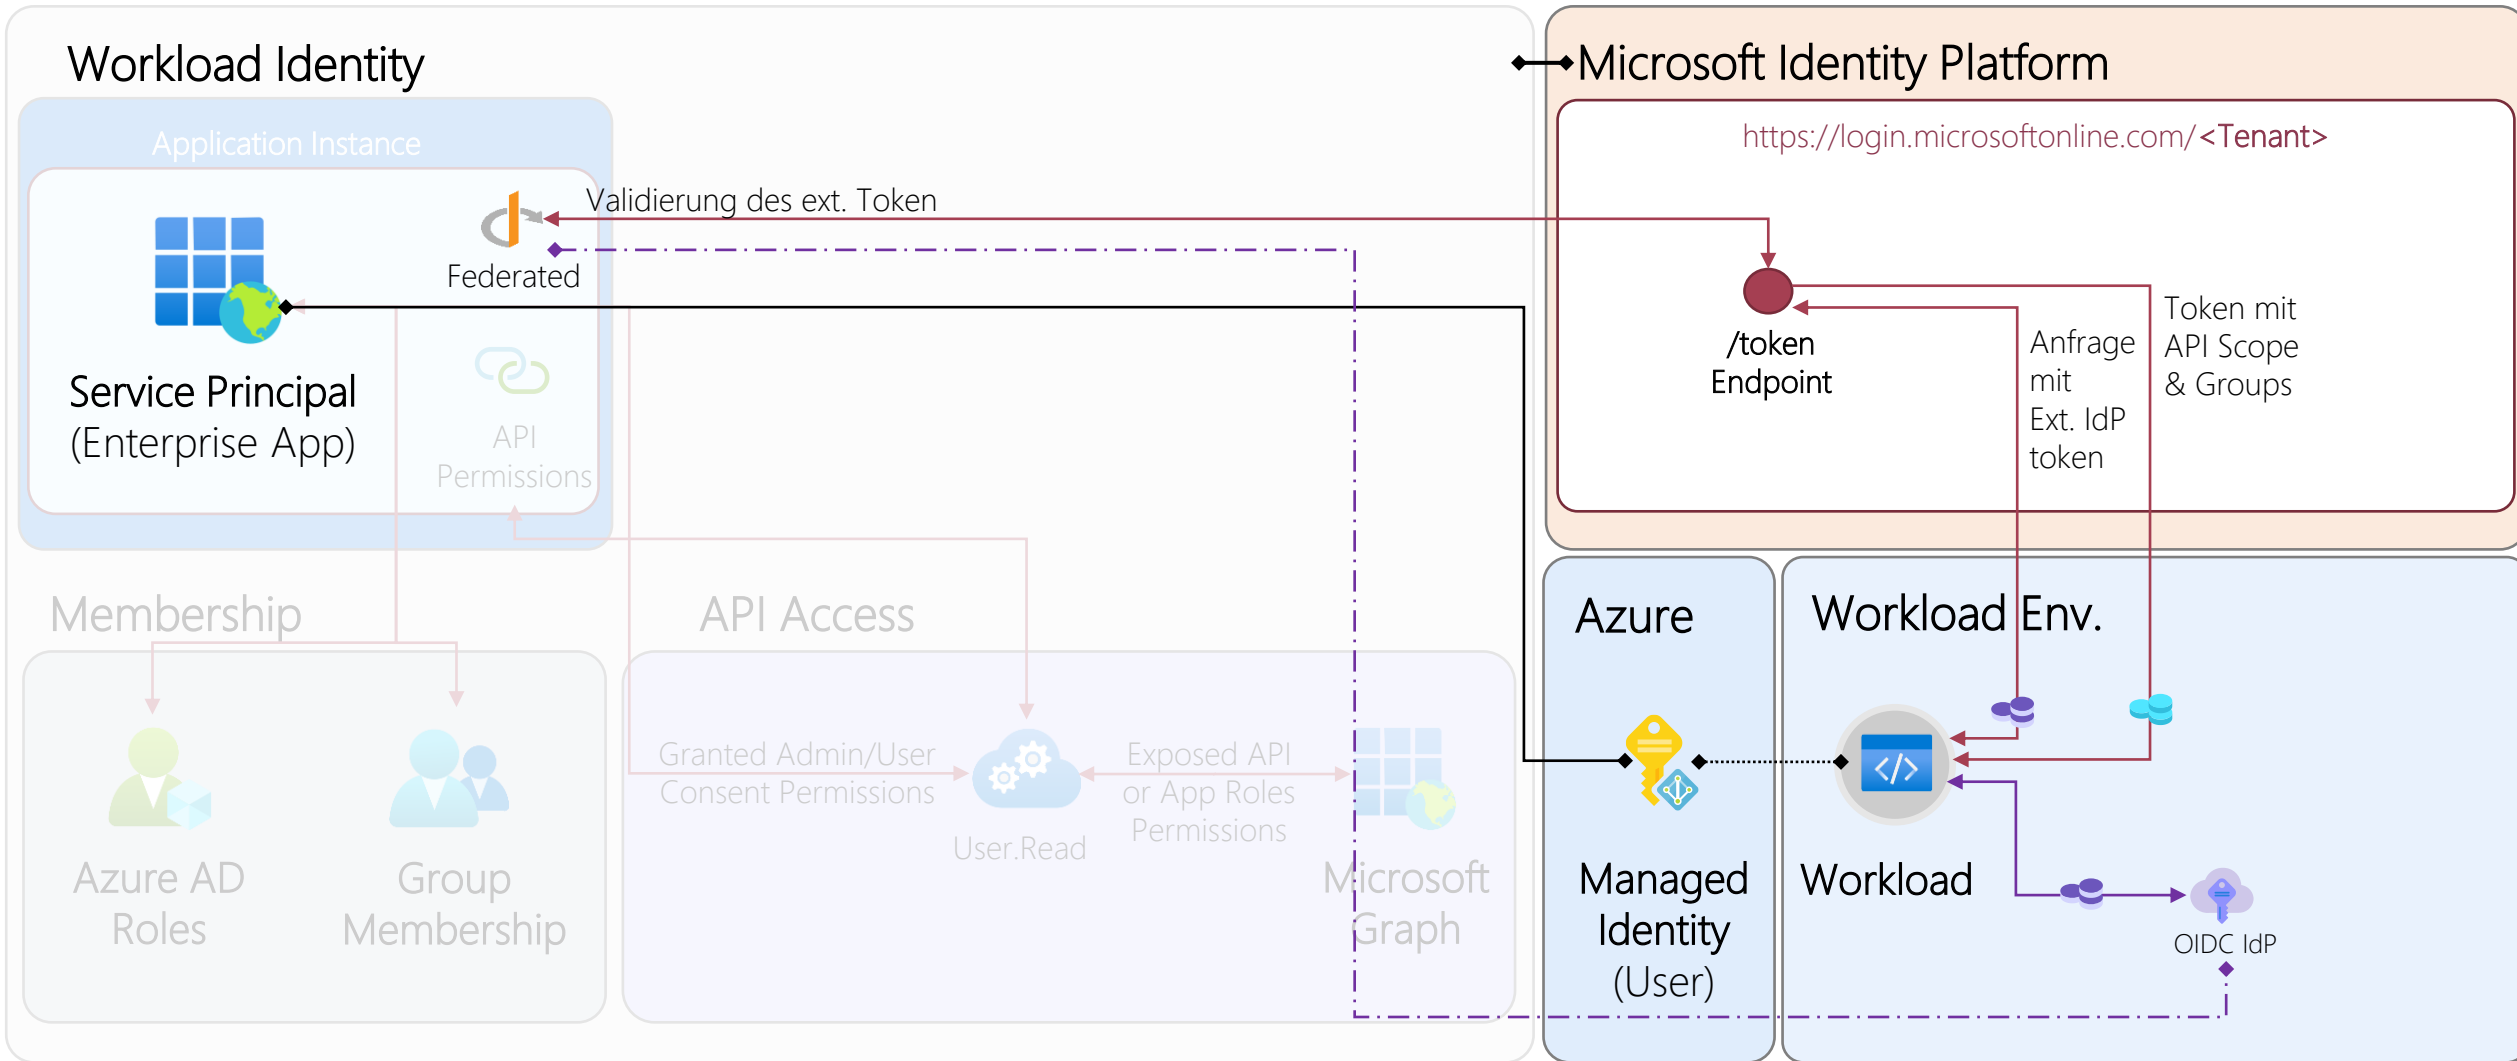 Workload Identity
Microsoft Identity Platform
Application Instance
https://login.microsoftonline.com/<Tenant>
Validierung des ext. Token
Federated
Service Principal
(Enterprise App)
API
Permissions
/token
Endpoint
Anfrage
mit
Ext. IdP
token
Token mit
API Scope
& Groups
Membership
API Access
Azure
Workload Env.
Azure AD
Roles
Group
Membership
Granted Admin/User
Consent Permissions
User.Read
Exposed API
or App Roles
Permissions
Microsoft
Graph
Managed
Identity
(User)
Workload
OIDC IdP